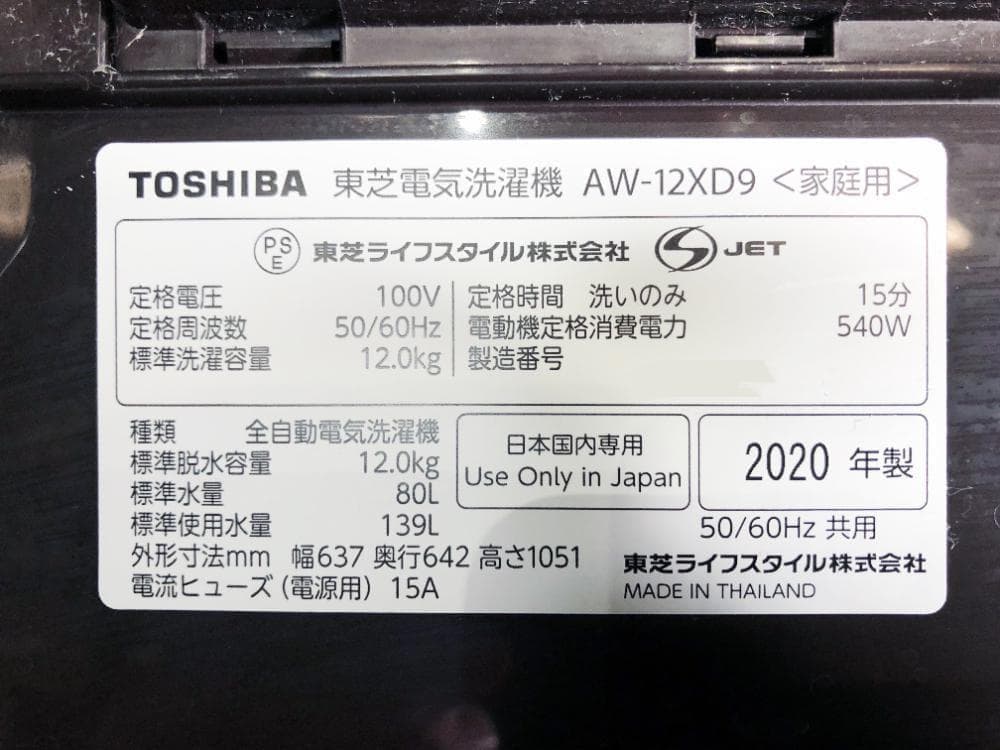 TOSHIBA 東芝電気洗濯機 AW-12XD9 <家庭用>
PSE 東芝ライフスタイル株式会社 S JET
定格電圧 100V
定格周波数 50/60Hz
標準洗濯容量 12.0kg
定格時間 洗いのみ 15分
電動機定格消費電力 540W
製造番号
種類 全自動電気洗濯機
標準脱水容量 12.0kg
標準水量 80L
標準使用水量 139L
外形寸法mm 幅637 奥行642 高さ1051
電流ヒューズ (電源用) 15A
日本国内専用
Use Only in Japan
2020 年製
50/60Hz 共用
東芝ライフスタイル株式会社
MADE IN THAILAND